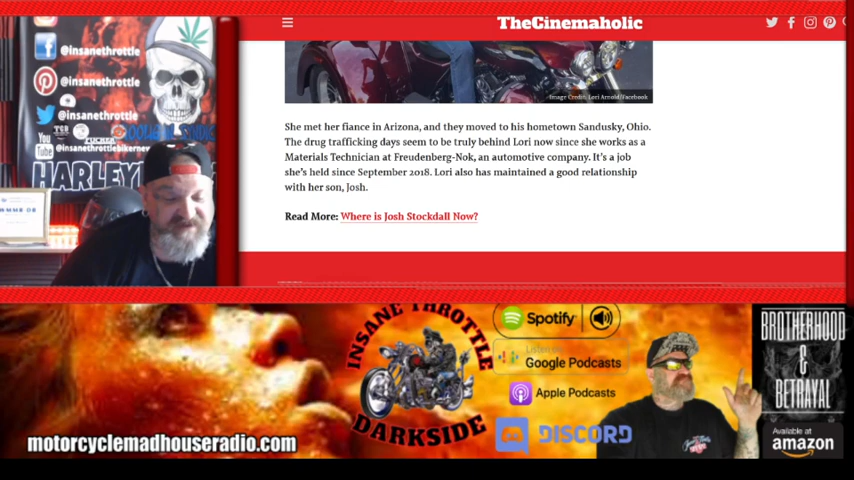 TheCinemaholic
@insanethrottle
@insanethrottle
@insanethrottle
You
Tube
@insanethrottlebikernew
HARLEY
Image Credit: Lori Arnold/Facebook
She met her fiance in Arizona, and they moved to his hometown Sandusky, Ohio.
The drug trafficking days seem to be truly behind Lori now since she works as a
Materials Technician at Freudenberg-Nok, an automotive company. It's a job
she's held since September 2018. Lori also has maintained a good relationship
with her son, Josh.
Read More: Where is Josh Stockdall Now?
INSANE THROTTLE
DARKSIDE
Spotify
Listen on
Google Podcasts
Apple Podcasts
DISCORD
motorcyclemadhouseradio.com
BROTHERHOOD
&
BETRAYAL
Available at
amazon